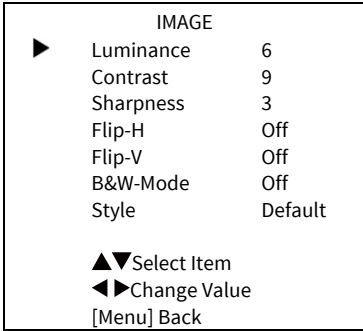 IMAGE
▶ Luminance 6
Contrast 9
Sharpness 3
Flip-H Off
Flip-V Off
B&W-Mode Off
Style Default
▲▼Select Item
◀ ▶Change Value
[Menu] Back